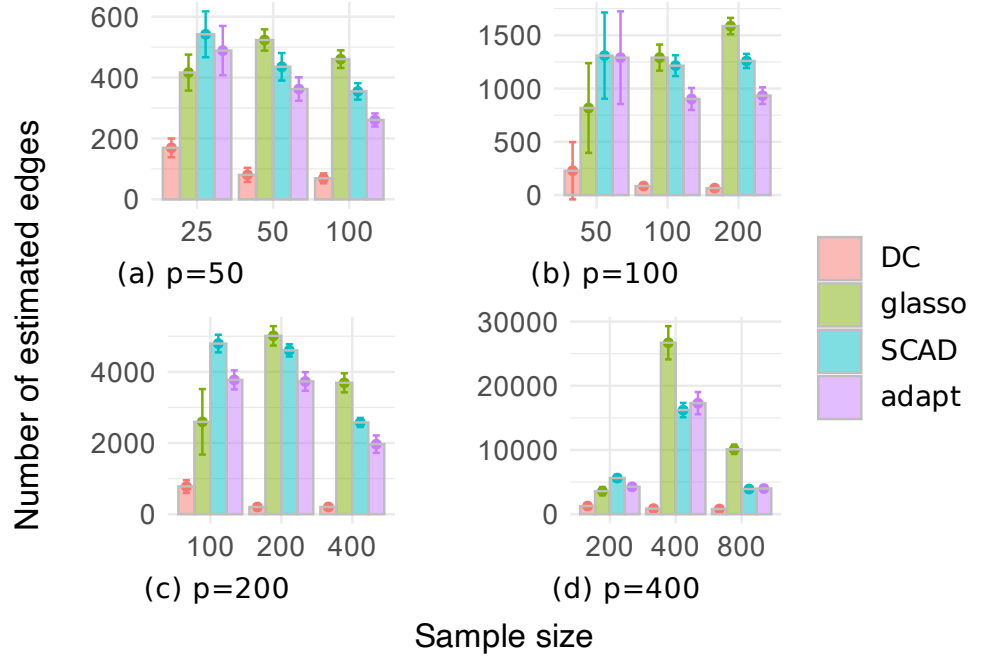 Number of estimated edges
600
400
200
0
25 50 100
(a) p=50
1500
1000
500
0
50 100 200
(b) p=100
4000
2000
0
100 200 400
(c) p=200
30000
20000
10000
0
200 400 800
(d) p=400
Sample size
DC
glasso
SCAD
adapt